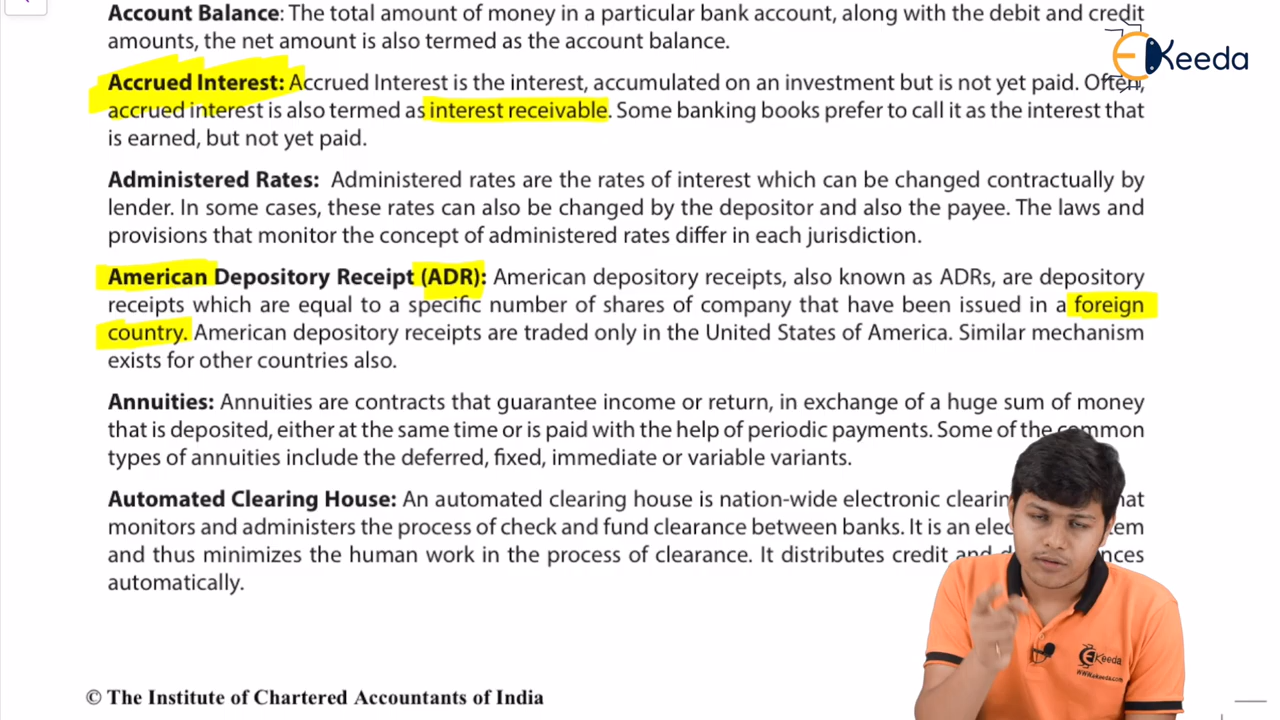 Account Balance: The total amount of money in a particular bank account, along with the debit and credit
amounts, the net amount is also termed as the account balance.
EKeeda
Accrued Interest: Accrued Interest is the interest, accumulated on an investment but is not yet paid. Often,
accrued interest is also termed as interest receivable. Some banking books prefer to call it as the interest that
is earned, but not yet paid.
Administered Rates: Administered rates are the rates of interest which can be changed contractually by
lender. In some cases, these rates can also be changed by the depositor and also the payee. The laws and
provisions that monitor the concept of administered rates differ in each jurisdiction.
American Depository Receipt (ADR): American depository receipts, also known as ADRs, are depository
receipts which are equal to a specific number of shares of company that have been issued in a foreign
country. American depository receipts are traded only in the United States of America. Similar mechanism
exists for other countries also.
Annuities: Annuities are contracts that guarantee income or return, in exchange of a huge sum of money
that is deposited, either at the same time or is paid with the help of periodic payments. Some of the common
types of annuities include the deferred, fixed, immediate or variable variants.
Automated Clearing House: An automated clearing house is nation-wide electronic
monitors and administers the process of check and fund clearance between banks. It is an
and thus minimizes the human work in the process of clearance. It distributes credit and
automatically.
EKeeda
www.ekeeda.com
© The Institute of Chartered Accountants of India